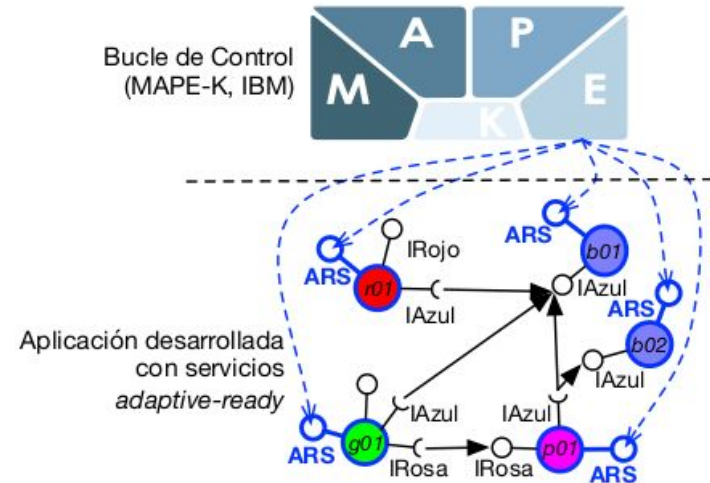 Bucle de Control
(MAPE-K, IBM)
M
A
P
E
K
ARS
IRojo
r01
IAzul
ARS
b01
IAzul
ARS
b02
IAzul
Aplicación desarrollada
con servicios
adaptive-ready
IAzul
ARS
g01
IRosa
IAzul
IRosa
p01
ARS